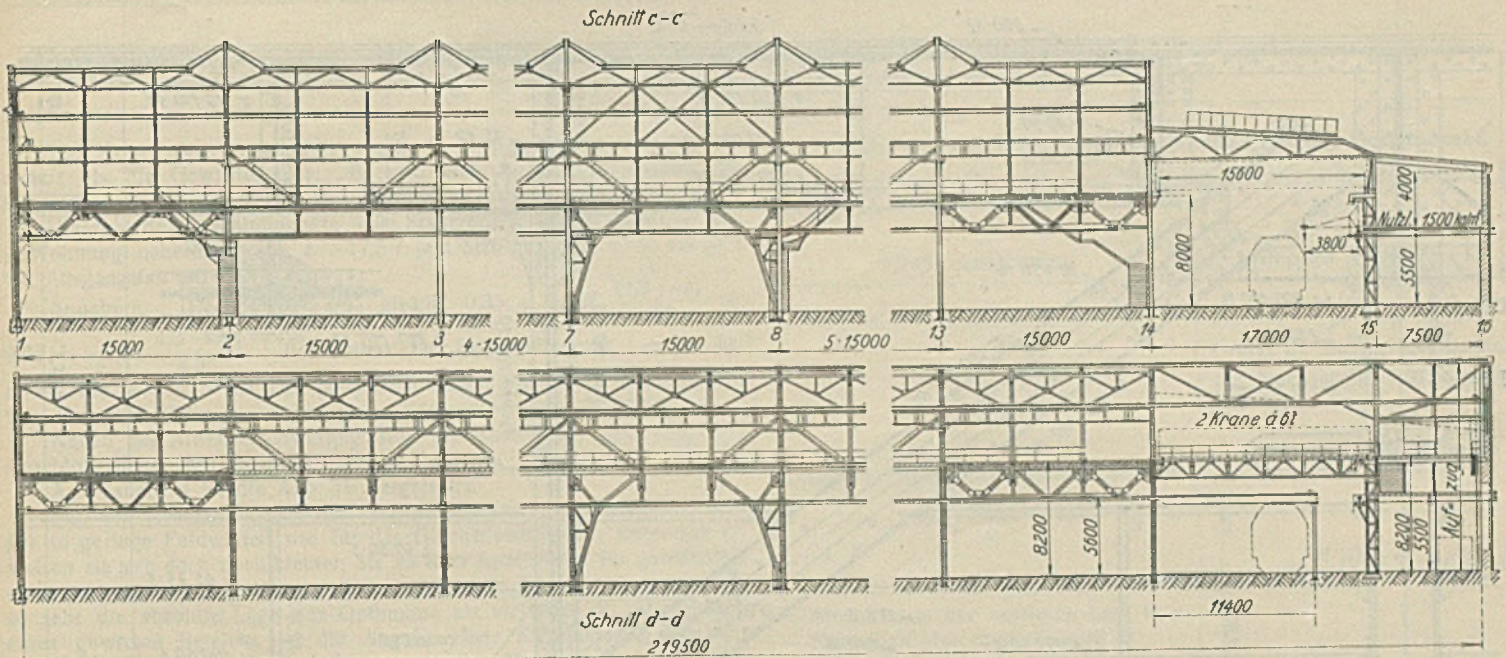 Schnitt c-c
15600
4000
Nutzl. 1500 kg/m²
8000
3800
5500
1 2 3 7 8 13 14 15 16
15000 15000 4·15000 15000 5·15000 15000 17000 7500
2 Krane à 6t
8200 5600 8200 5500 Auf-zug
11400
Schnitt d-d
219500